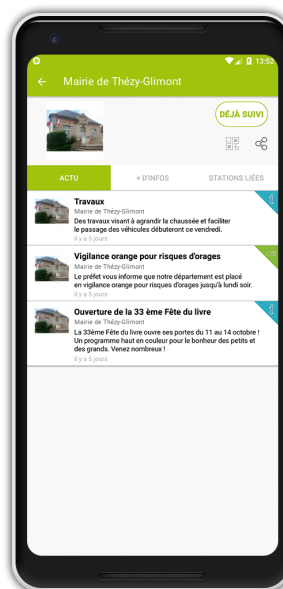 13:52
Mairie de Thézy-Glimont
DÉJÀ SUIVI
ACTU
+ D'INFOS
STATIONS LIÉES
Travaux
Mairie de Thézy-Glimont
Des travaux visant à agrandir la chaussée et faciliter
le passage des véhicules débuteront ce vendredi.
il y a 5 jours
Vigilance orange pour risques d'orages
Mairie de Thézy-Glimont
Le préfet vous informe que notre département est placé
en vigilance orange pour risques d'orages jusqu'à lundi soir.
il y a 5 jours
Ouverture de la 33 ème Fête du livre
Mairie de Thézy-Glimont
La 33ème Fête du livre ouvre ses portes du 11 au 14 octobre !
Un programme haut en couleur pour le bonheur des petits et
des grands. Venez nombreux !
il y a 5 jours